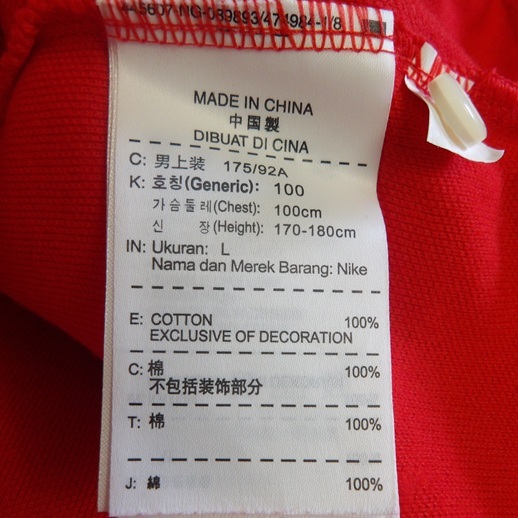 MADE IN CHINA
中国製
DIBUAT DI CINA
C: 男上装 175/92A
K: 호칭(Generic): 100
가슴둘레(Chest): 100cm
신 장(Height): 170-180cm
IN: Ukuran: L
Nama dan Merek Barang: Nike
E: COTTON 100%
EXCLUSIVE OF DECORATION
C: 棉 100%
不包括装饰部分
T: 棉 100%
J: 綿 100%